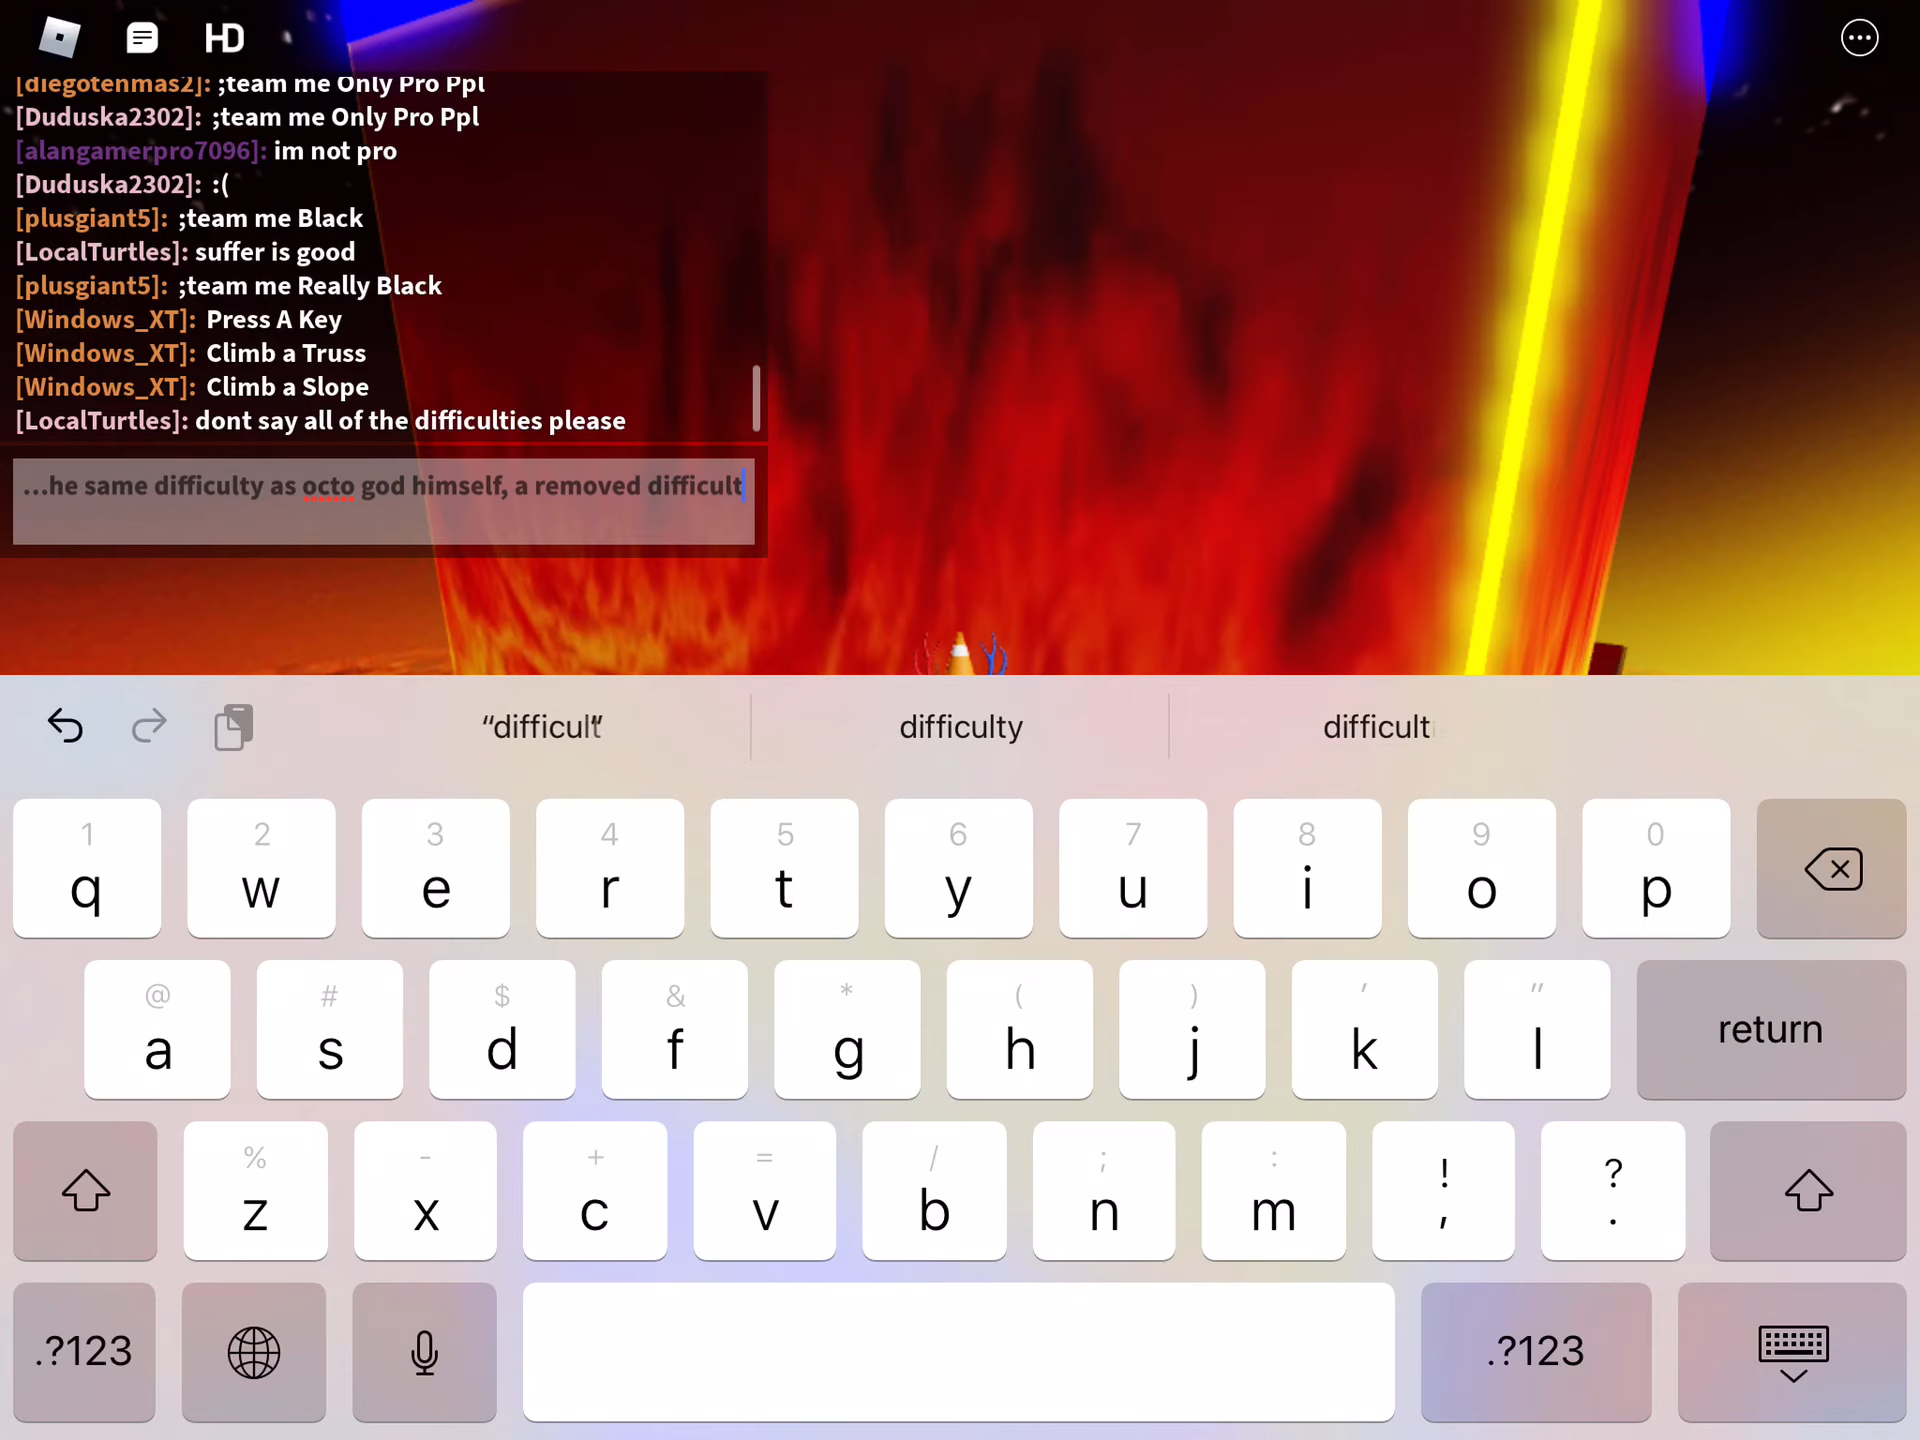 HD
[diegotenmas2]: ;team me Only Pro Ppl
[Duduska2302]: ;team me Only Pro Ppl
[alangamerpro7096]: im not pro
[Duduska2302]: :(
[plusgiant5]: ;team me Black
[LocalTurtles]: suffer is good
[plusgiant5]: ;team me Really Black
[Windows_XT]: Press A Key
[Windows_XT]: Climb a Truss
[Windows_XT]: Climb a Slope
[LocalTurtles]: dont say all of the difficulties please
...he same difficulty as octo god himself, a removed difficult
“difficult” difficulty difficulti
1 2 3 4 5 6 7 8 9 0
q w e r t y u i o p
@ # $ & * ( ) ' "
a s d f g h j k l return
% - + = / ; : ! ?
z x c v b n m , .
.?123 .?123